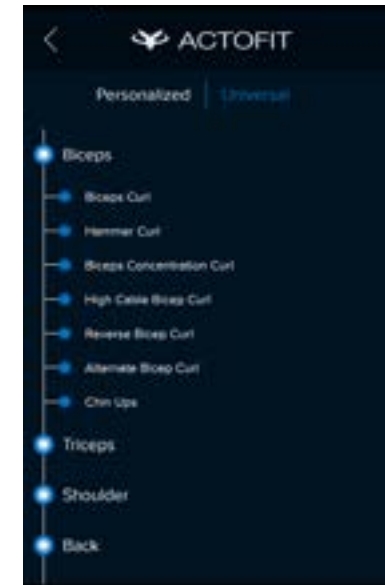 ACTOFIT
Personalized Universal
Biceps
Biceps Curl
Hammer Curl
Biceps Concentration Curl
High Cable Bicep Curl
Reverse Bicep Curl
Alternate Bicep Curl
Chin Ups
Triceps
Shoulder
Back